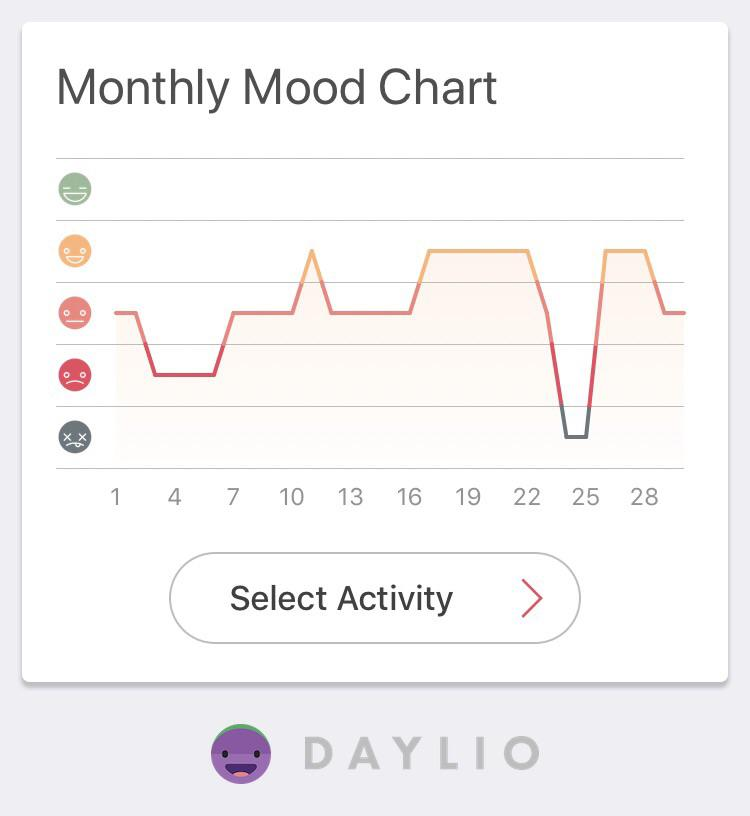 Monthly Mood Chart
1 4 7 10 13 16 19 22 25 28
Select Activity
DAYLIO